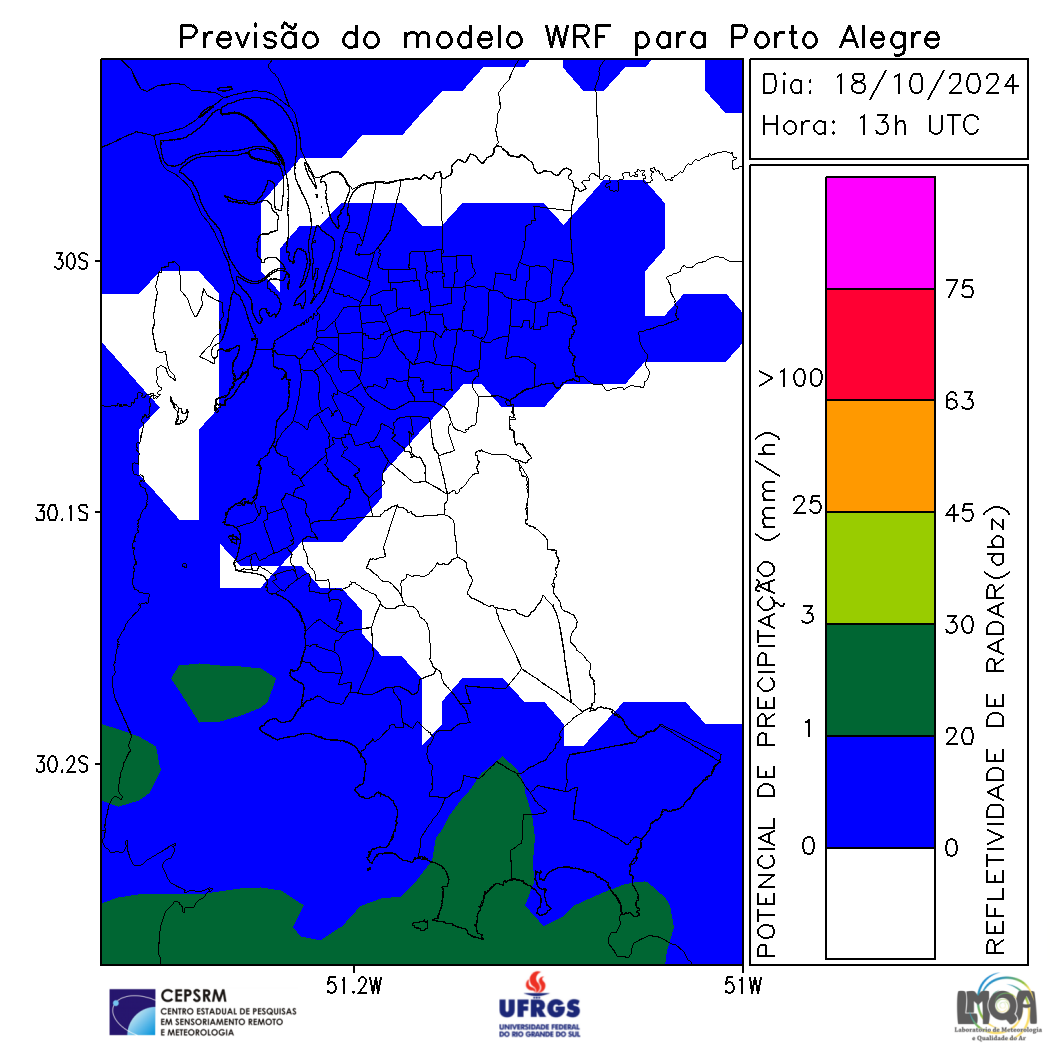 Previsão do modelo WRF para Porto Alegre
Dia: 18/10/2024
Hora: 13h UTC
30S
30.1S
30.2S
51.2W
51W
POTENCIAL DE PRECIPITAÇÃO (mm/h)
>100
25
3
1
0
75
63
45
30
20
0
REFLETIVIDADE DE RADAR(dbz)
CEPSRM
CENTRO ESTADUAL DE PESQUISAS
EM SENSORIAMENTO REMOTO
E METEOROLOGIA
UFRGS
UNIVERSIDADE FEDERAL
DO RIO GRANDE DO SUL
LMQA
Laboratório de Meteorologia
e Qualidade do Ar